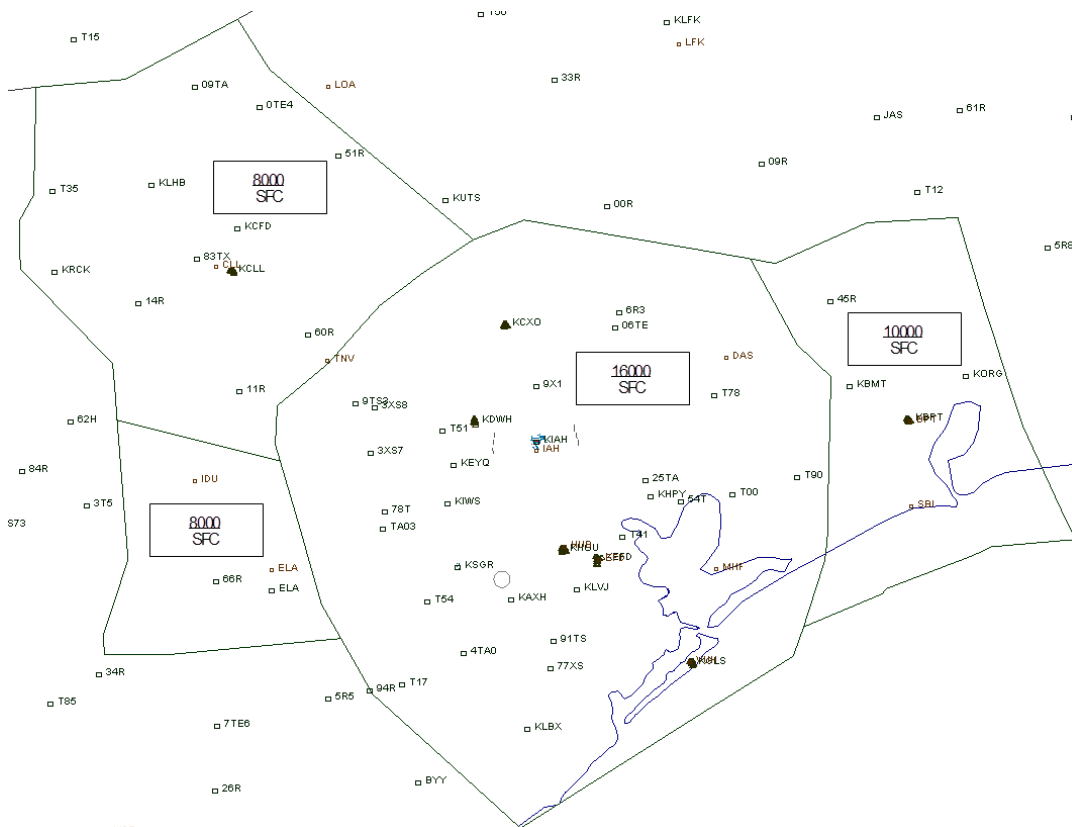 KLFK
T15
LFK
33R
09TA
LOA
0TE4
61R
JAS
51R
09R
8000
SFC
KLHB
T35
T12
KUTS
00R
KCFD
5R8
83TX
CLL
KCLL
KRCK
14R
45R
6R3
KCXO
06TE
10000
SFC
60R
TNV
DAS
16000
SFC
KORG
9X1
KBMT
11R
T78
9TS3
3XS8
62H
KDWH
KBPT
T51
KIAH
IAH
3XS7
KEYQ
84R
T90
IDU
25TA
KHPY
54T
T00
3T5
KIWS
SBI
78T
8000
SFC
S73
TA03
T41
KHOU
KEFD
KSGR
ELA
MHF
66R
ELA
KLVJ
T54
KAXH
91TS
4TA0
77XS
34R
T17
94R
5R5
T85
7TE6
KLBX
BYY
26R